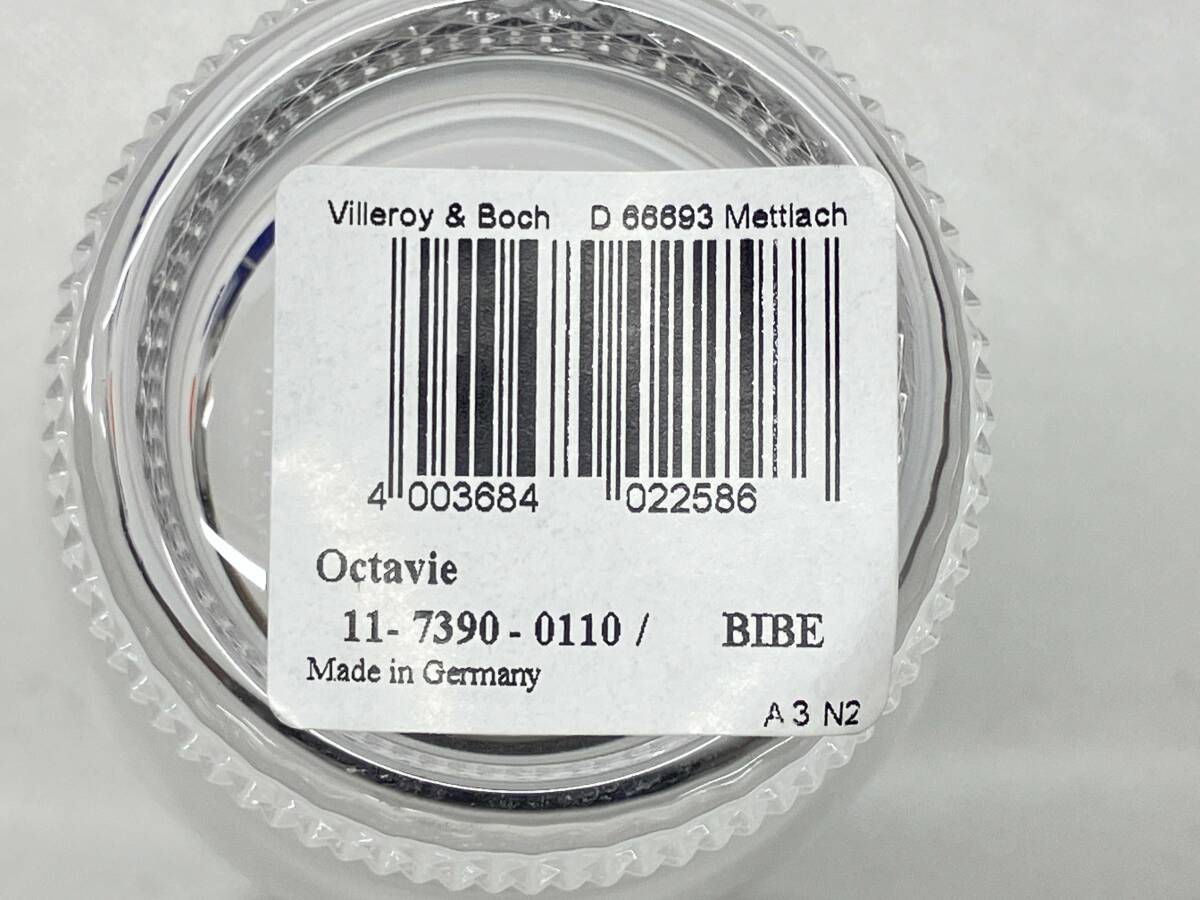 Villeroy & Boch D 66693 Mettlach
4 003684 022586
Octavie
11- 7390 - 0110 / BIBE
Made in Germany
A 3 N2